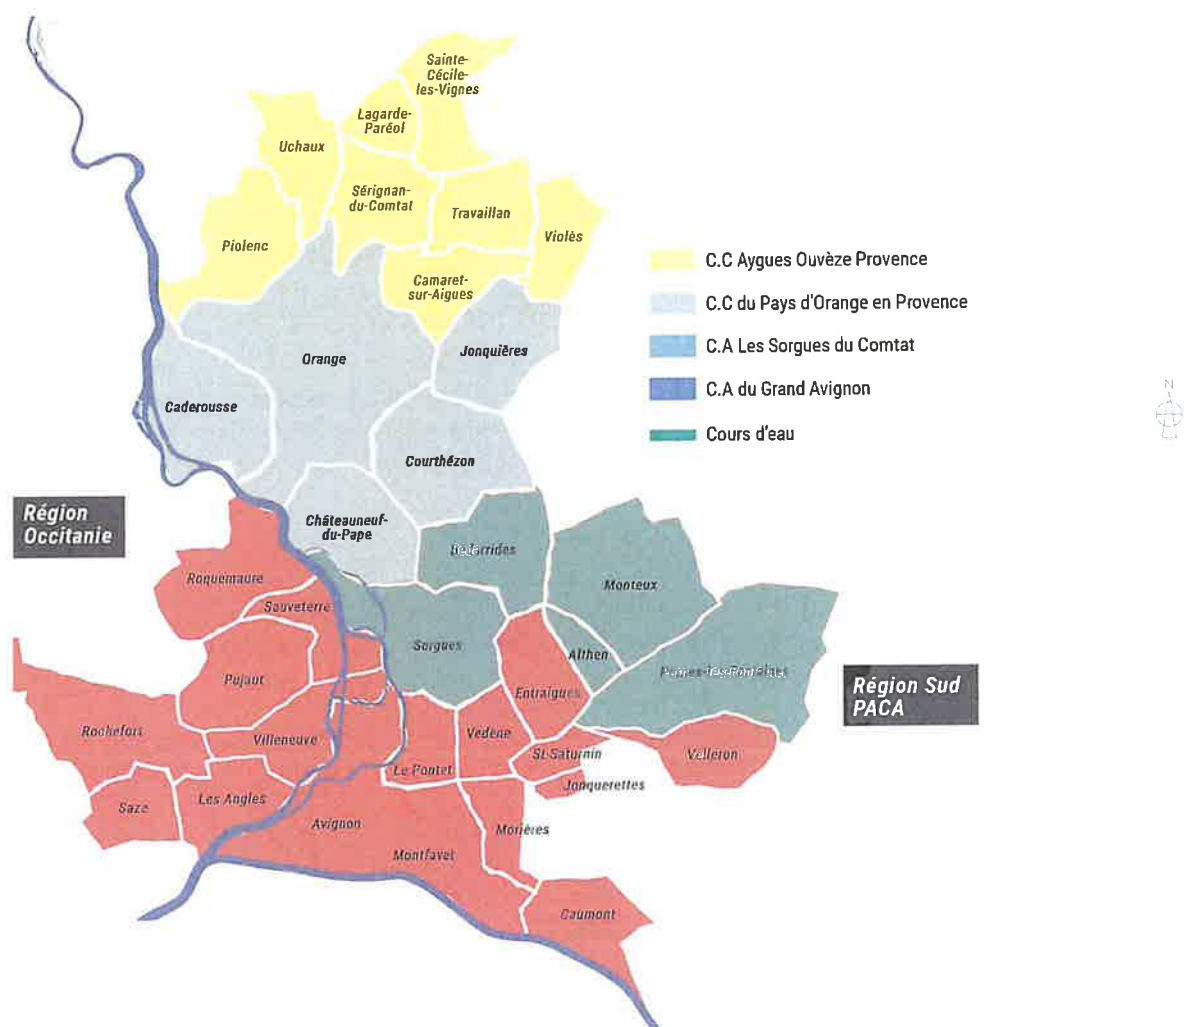 Sainte-
Cécile-
les-Vignes
Lagarde-
Paréol
Uchaux
Sérignan-
du-Comtat
Travaillan
Violès
Piolenc
Camaret-
sur-Aigues
C.C Aygues Ouvèze Provence
C.C du Pays d'Orange en Provence
C.A Les Sorgues du Comtat
C.A du Grand Avignon
Cours d'eau
N
Orange
Jonquières
Caderousse
Courthézon
Région
Occitanie
Châteauneuf-
du-Pape
Bédarrides
Roquemaure
Monteux
Sauveterre
Sorgues
Althen
Pernes-les-Fontaines
Pujaut
Entraigues
Région Sud
PACA
Rochefort
Villeneuve
Vedène
St-Saturnin
Velleron
Le Pontet
Jonquerettes
Saze
Les Angles
Avignon
Morières
Montfavet
Caumont